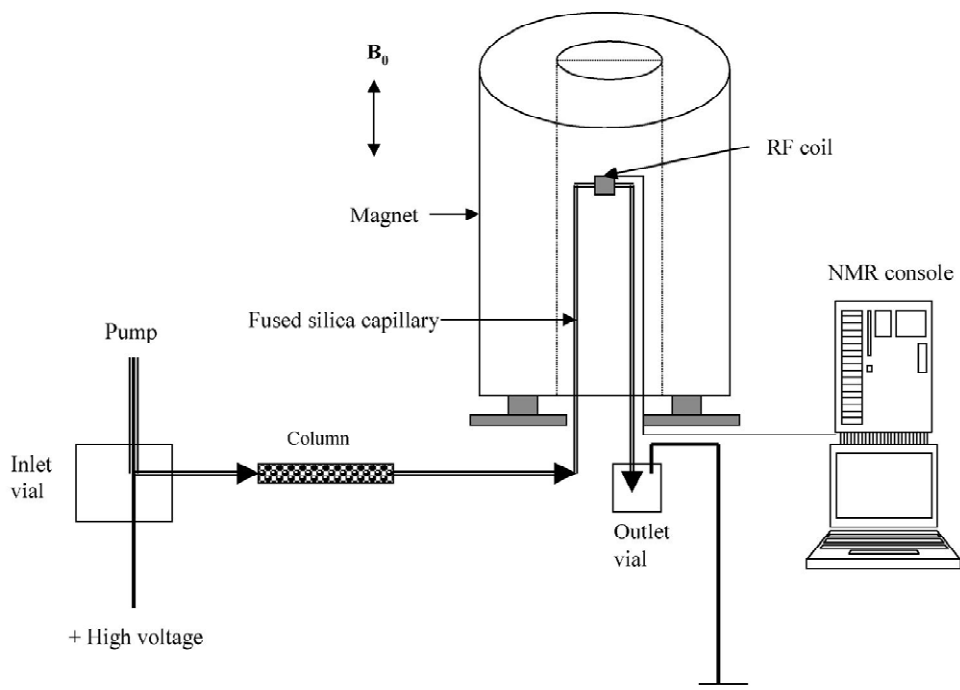 B₀
RF coil
Magnet
NMR console
Fused silica capillary
Pump
Column
Inlet
vial
Outlet
vial
+ High voltage